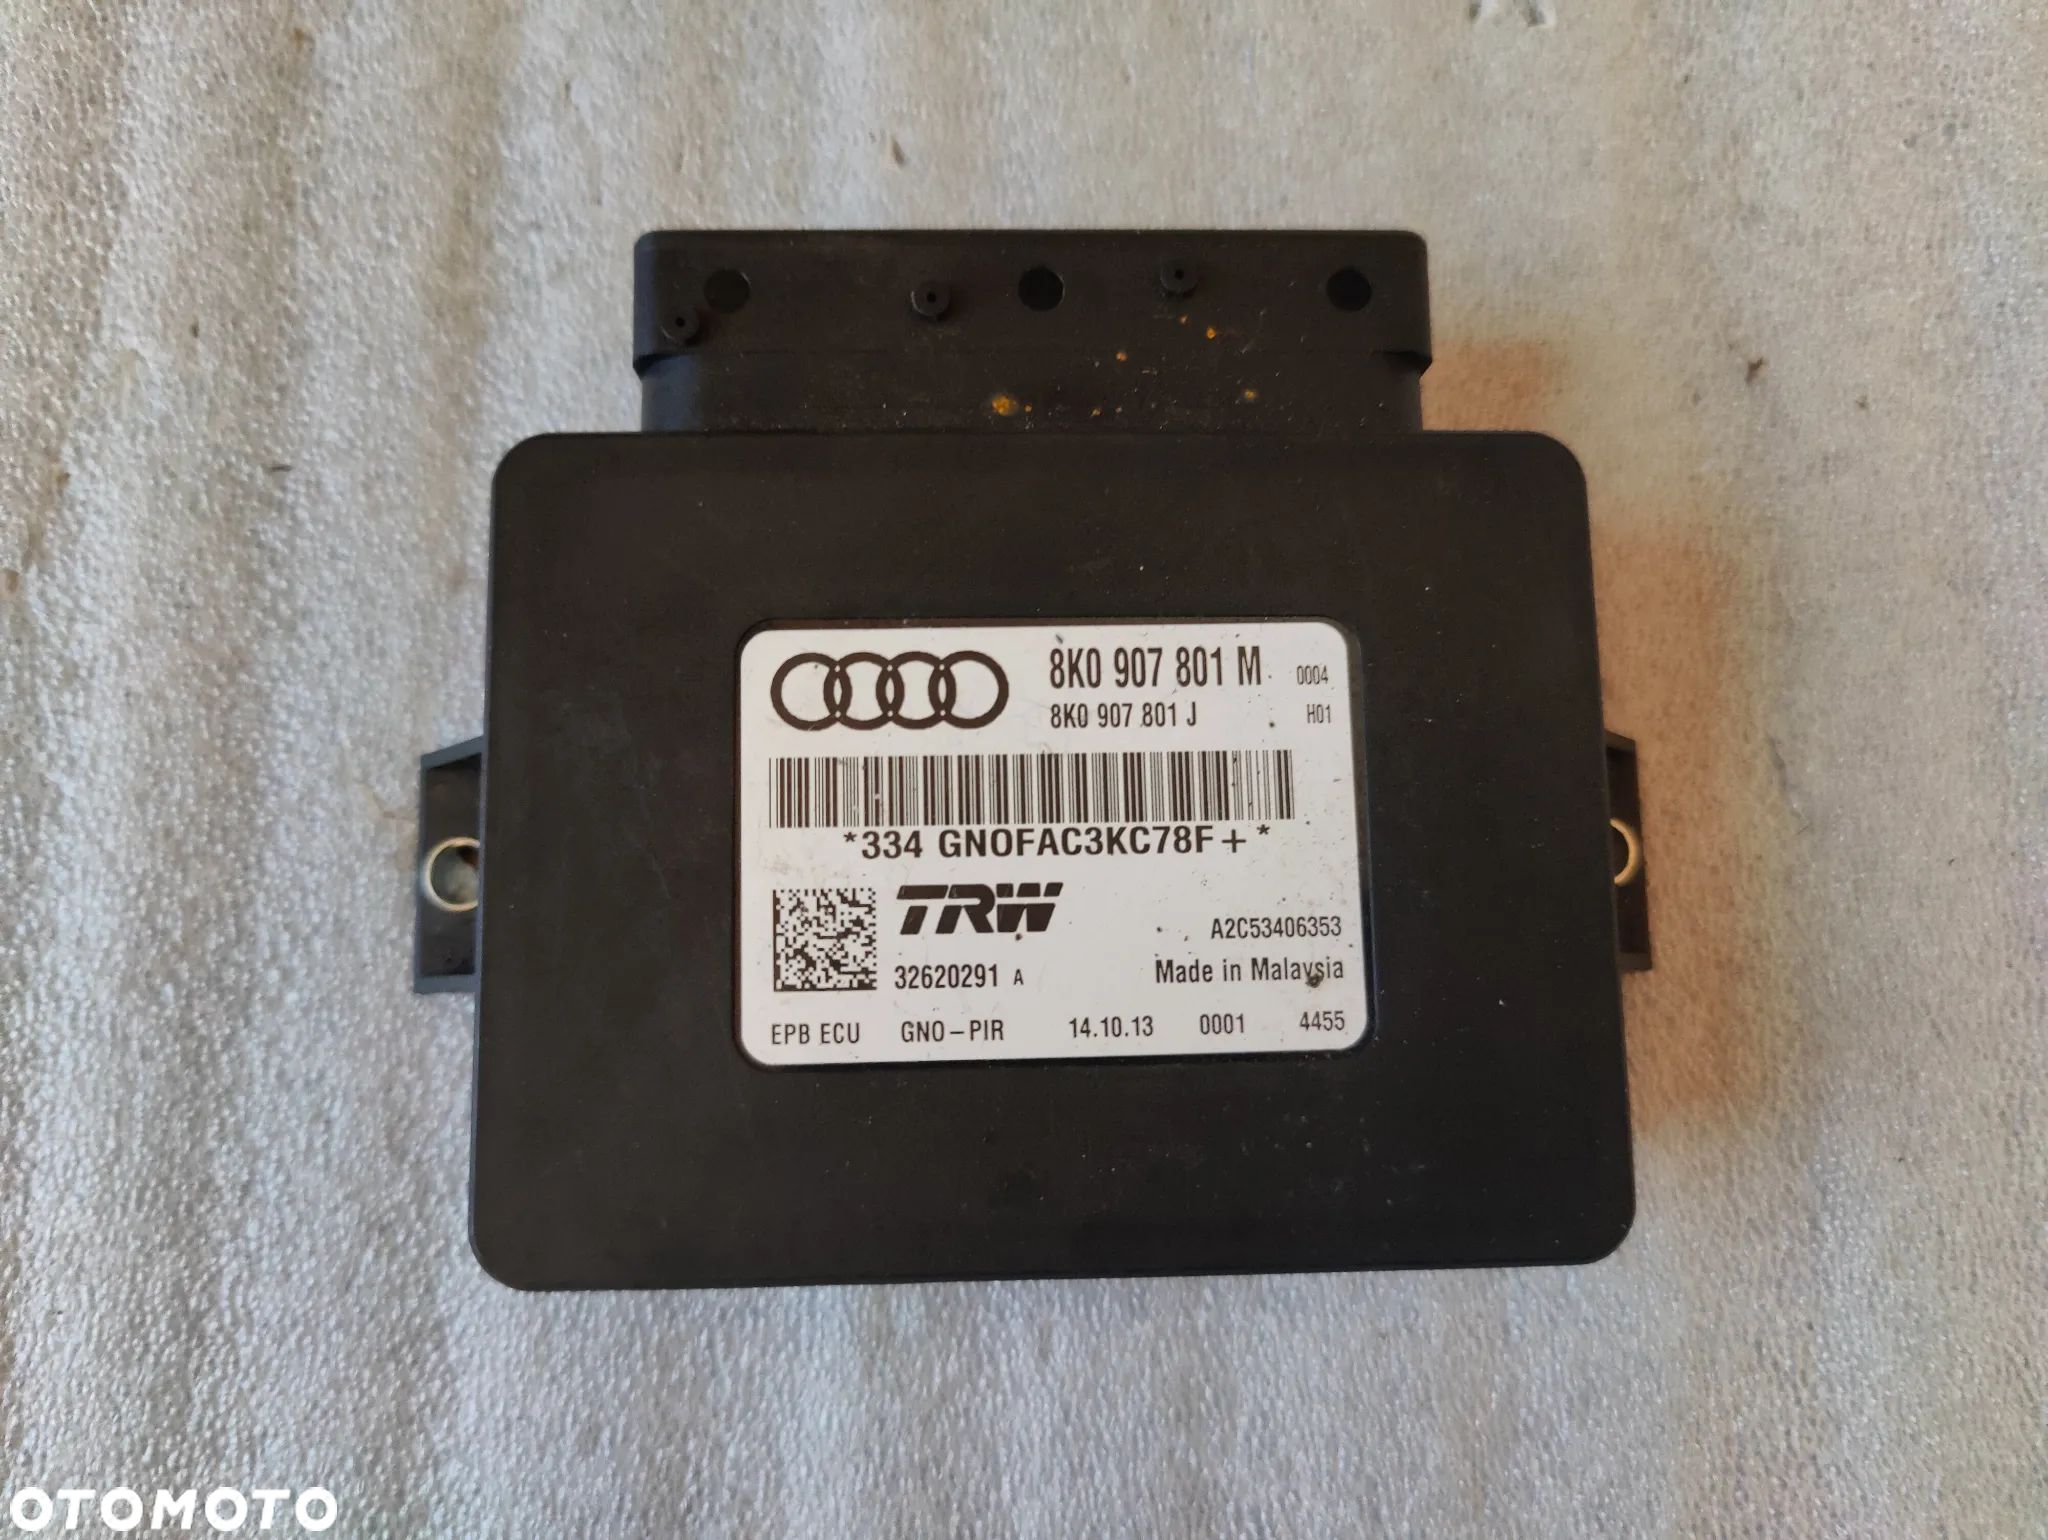 8K0 907 801 M 0004
8K0 907 801 J H01
*334 GNOFAC3KC78F+*
TRW
A2C53406353
32620291 A Made in Malaysia
EPB ECU GNO-PIR 14.10.13 0001 4455
OTOMOTO